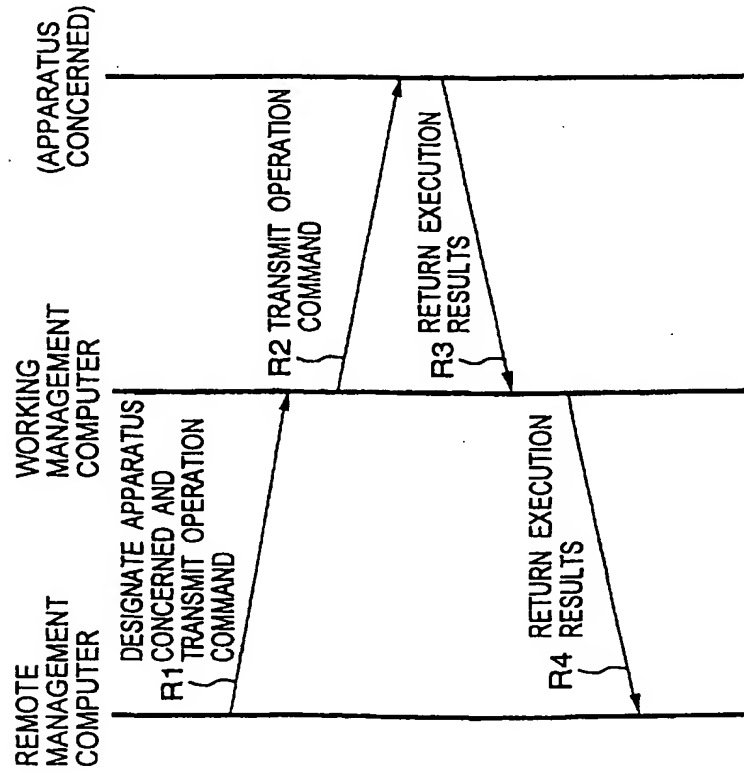 REMOTE
MANAGEMENT
COMPUTER
WORKING
MANAGEMENT
COMPUTER
(APPARATUS
CONCERNED)
DESIGNATE APPARATUS
CONCERNED AND
TRANSMIT OPERATION
COMMAND
R1
R2 TRANSMIT OPERATION
COMMAND
R3 RETURN EXECUTION
RESULTS
RETURN EXECUTION
RESULTS
R4